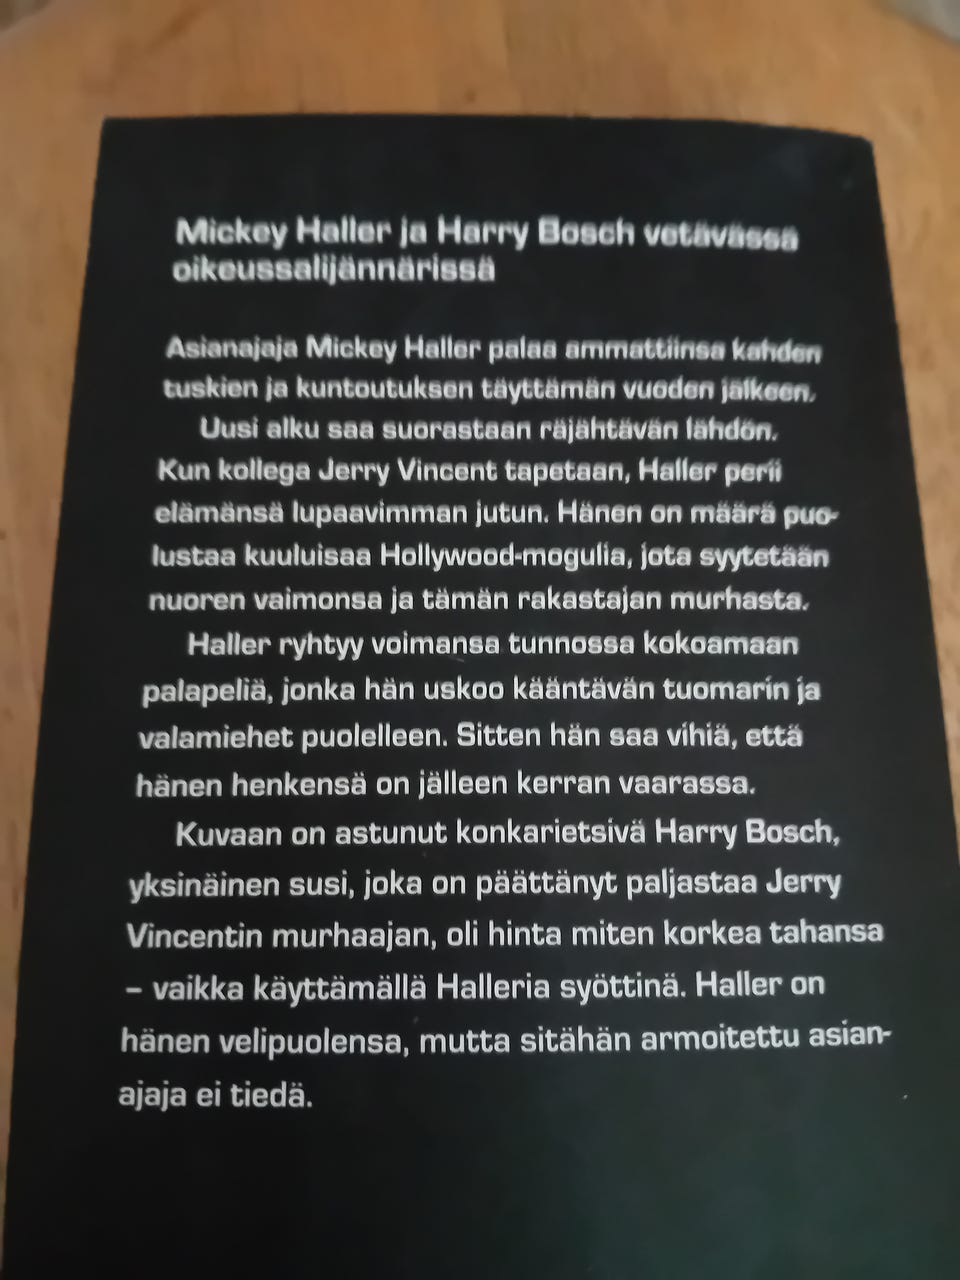 Mickey Haller ja Harry Bosch vetävässä
oikeussalijännärissä
Asianajaja Mickey Haller palaa ammattiinsa kahden
tuskien ja kuntoutuksen täyttämän vuoden jälkeen.
Uusi alku saa suorastaan räjähtävän lähdön.
Kun kollega Jerry Vincent tapetaan, Haller perii
elämänsä lupaavimman jutun. Hänen on määrä puo-
lustaa kuuluisaa Hollywood-mogulia, jota syytetään
nuoren vaimonsa ja tämän rakastajan murhasta.
Haller ryhtyy voimansa tunnossa kokoamaan
palapeliä, jonka hän uskoo kääntävän tuomarin ja
valamiehet puolelleen. Sitten hän saa vihiä, että
hänen henkensä on jälleen kerran vaarassa.
Kuvaan on astunut konkarietsivä Harry Bosch,
yksinäinen susi, joka on päättänyt paljastaa Jerry
Vincentin murhaajan, oli hinta miten korkea tahansa
– vaikka käyttämällä Halleria syöttinä. Haller on
hänen velipuolensa, mutta sitähän armoitettu asian-
ajaja ei tiedä.